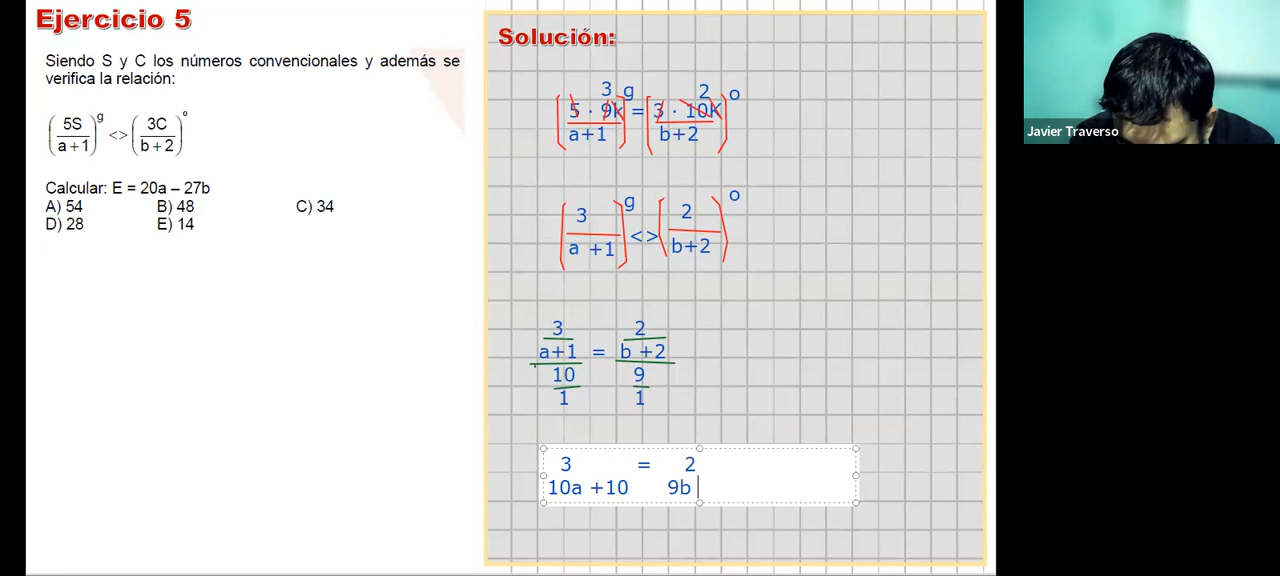 Ejercicio 5
Siendo S y C los números convencionales y además se
verifica la relación:
(5S/a+1)^g <> (3C/b+2)^o
Calcular: E = 20a – 27b
A) 54 B) 48 C) 34
D) 28 E) 14
Solución:
3 g 2 o
5 · 9k = 3 · 10K
a+1 b+2
3 g 2 o
<>
a +1 b+2
3 2
a+1 = b +2
10 9
1 1
3 = 2
10a +10 9b
Javier Traverso